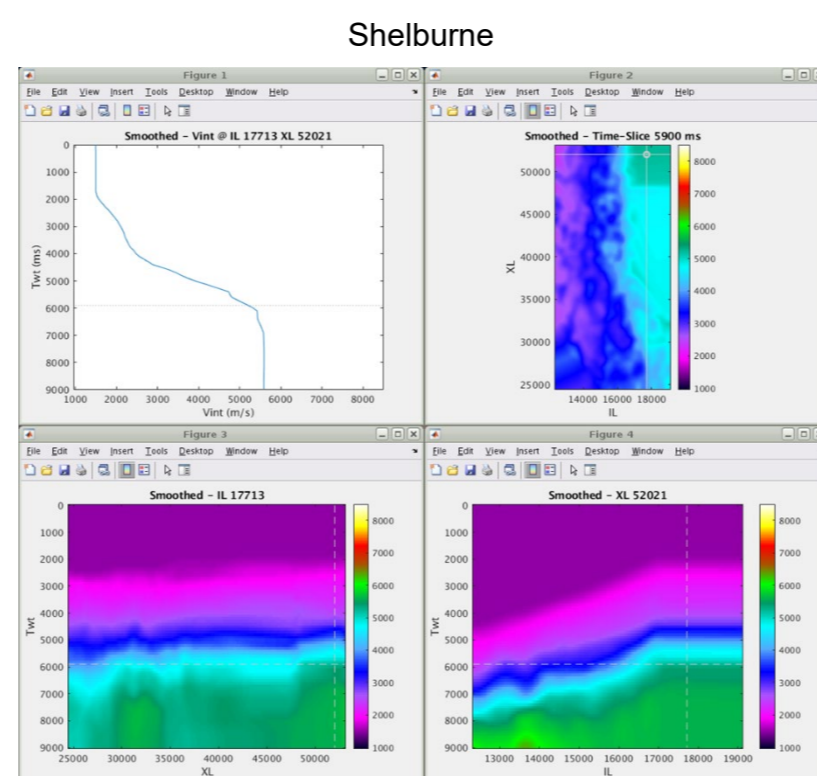 Shelburne
Figure 1
File Edit View Insert Tools Desktop Window Help
Smoothed - Vint @ IL 17713 XL 52021
0
1000
2000
3000
4000
5000
6000
7000
8000
9000
Twt (ms)
1000 2000 3000 4000 5000 6000 7000 8000
Vint (m/s)
Figure 2
File Edit View Insert Tools Desktop Window Help
Smoothed - Time-Slice 5900 ms
50000
45000
40000
35000
30000
25000
XL
14000 16000 18000
IL
8000
7000
6000
5000
4000
3000
2000
1000
Figure 3
File Edit View Insert Tools Desktop Window Help
Smoothed - IL 17713
0
1000
2000
3000
4000
5000
6000
7000
8000
9000
Twt
25000 30000 35000 40000 45000 50000
XL
8000
7000
6000
5000
4000
3000
2000
1000
Figure 4
File Edit View Insert Tools Desktop Window Help
Smoothed - XL 52021
0
1000
2000
3000
4000
5000
6000
7000
8000
9000
Twt
13000 14000 15000 16000 17000 18000 19000
IL
8000
7000
6000
5000
4000
3000
2000
1000